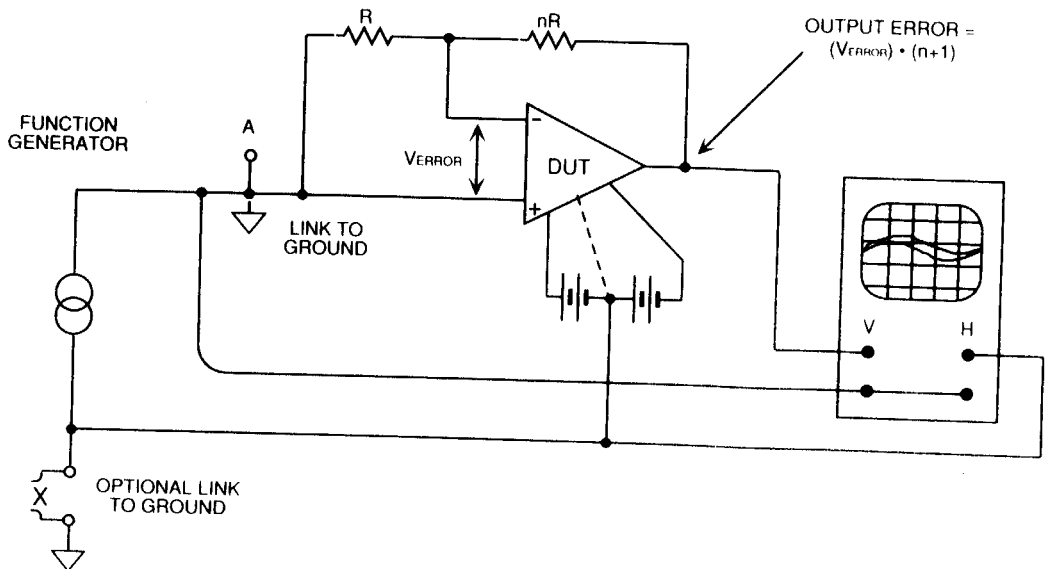 R
nR
OUTPUT ERROR =
(VERROR) • (n+1)
FUNCTION
GENERATOR
A
VERROR
-
DUT
+
LINK TO
GROUND
V
H
X
OPTIONAL LINK
TO GROUND